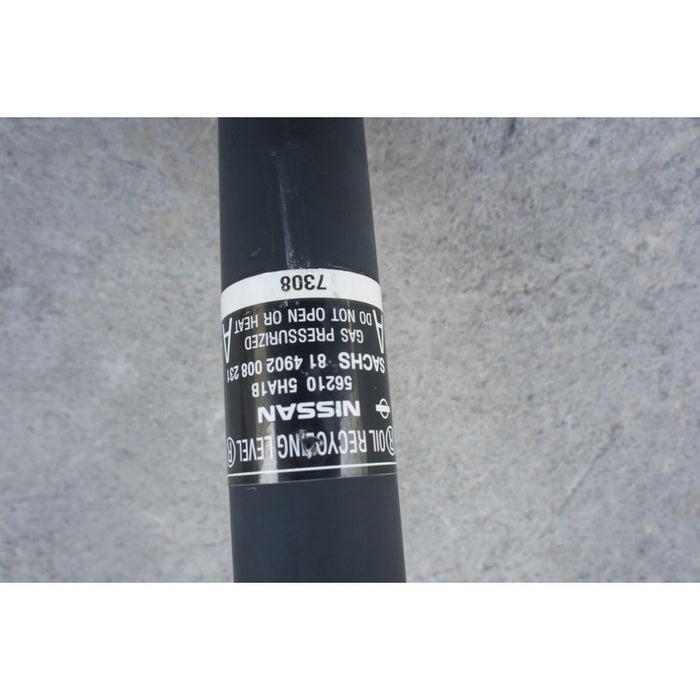 Ⓡ OIL RECYCLING LEVEL Ⓡ
NISSAN
56210 5HA1B
SACHS 81 4902 008 231
GAS PRESSURIZED
A DO NOT OPEN OR HEAT A
7308